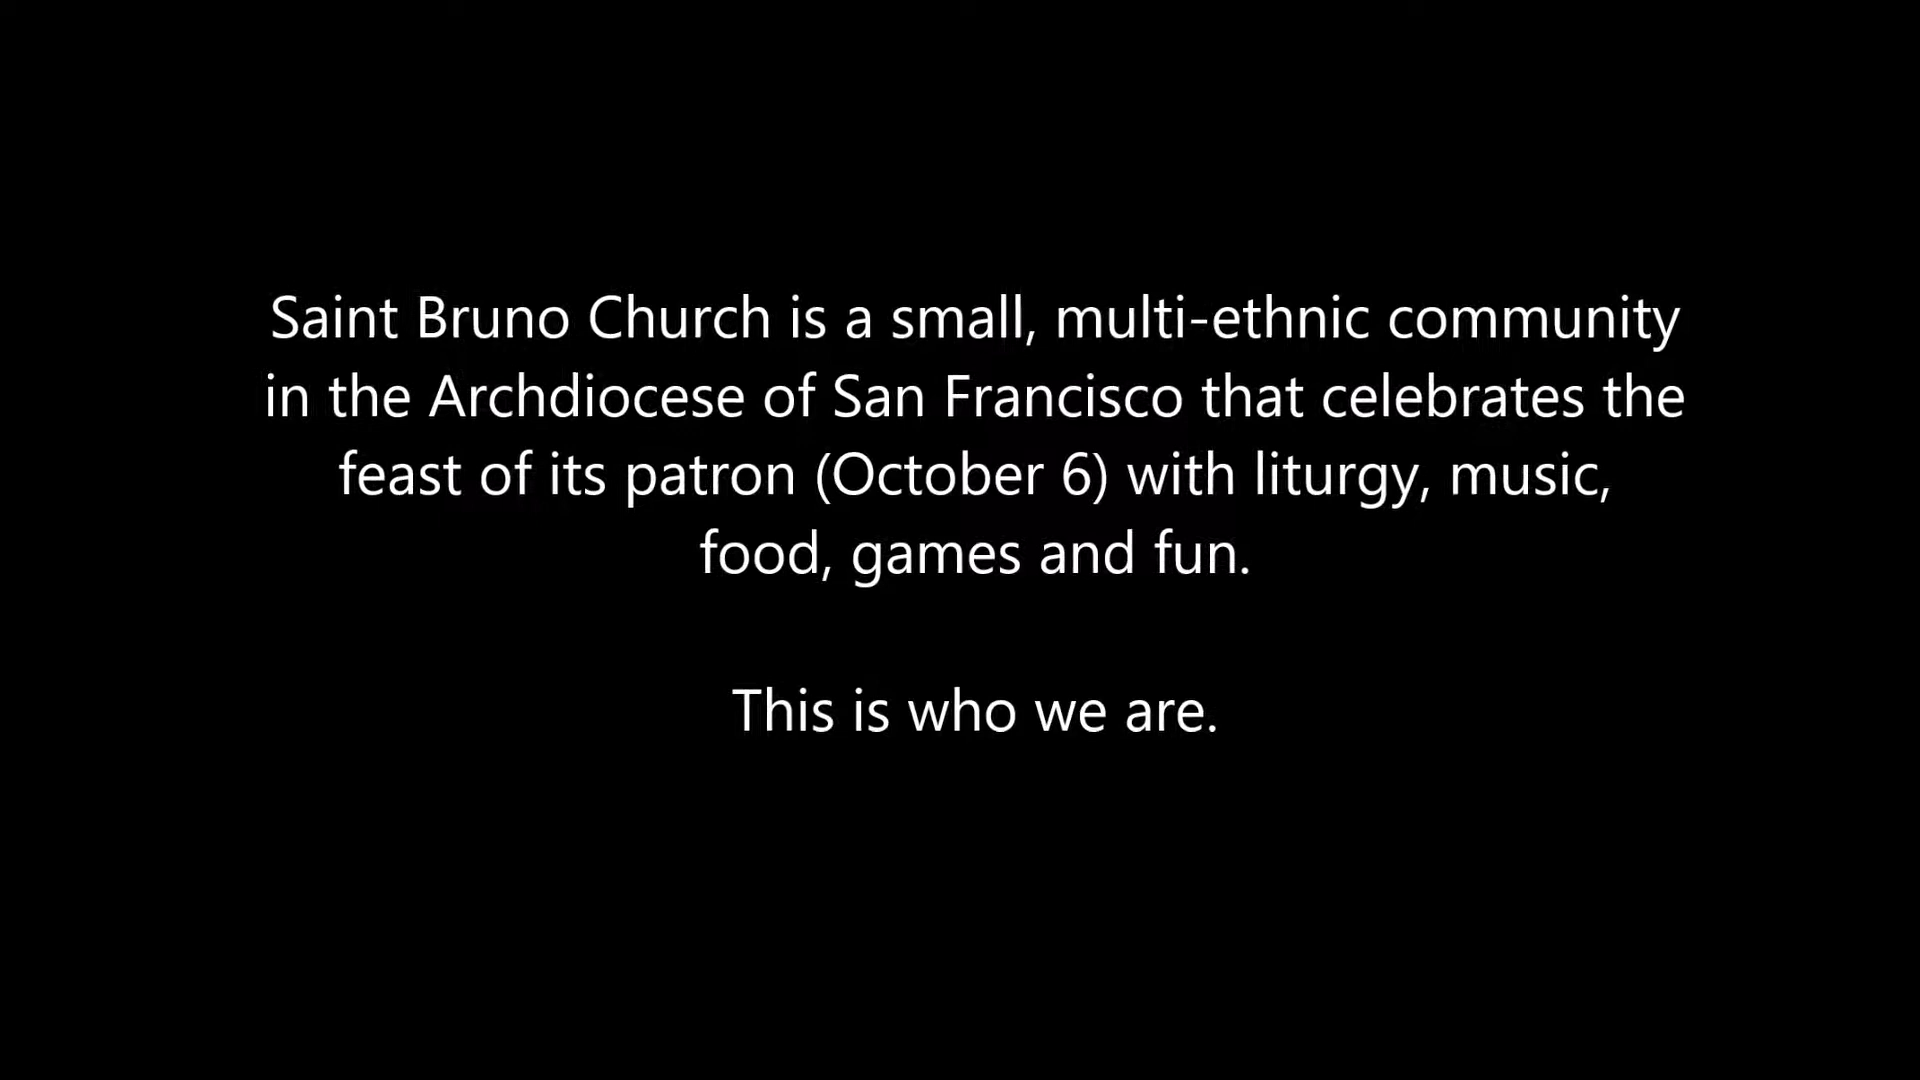 Saint Bruno Church is a small, multi-ethnic community
in the Archdiocese of San Francisco that celebrates the
feast of its patron (October 6) with liturgy, music,
food, games and fun.
This is who we are.